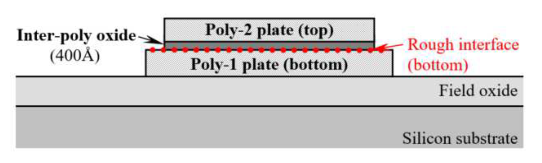 Poly-2 plate (top)
Inter-poly oxide
(400Å)
Rough interface
(bottom)
Poly-1 plate (bottom)
Field oxide
Silicon substrate